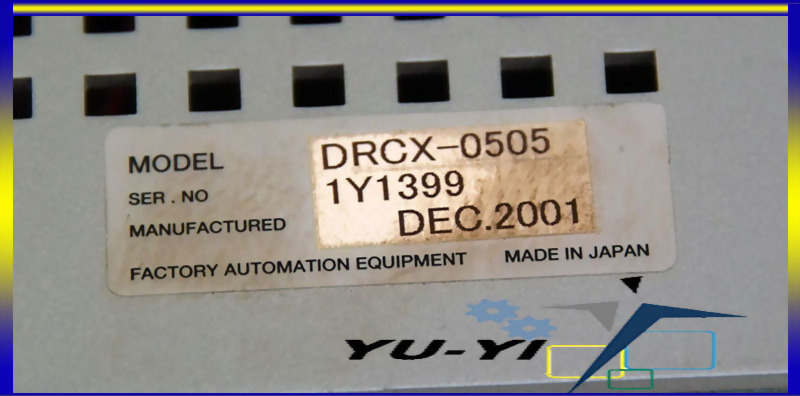 MODEL DRCX-0505
SER . NO 1Y1399
MANUFACTURED DEC.2001
FACTORY AUTOMATION EQUIPMENT MADE IN JAPAN
YU-YI